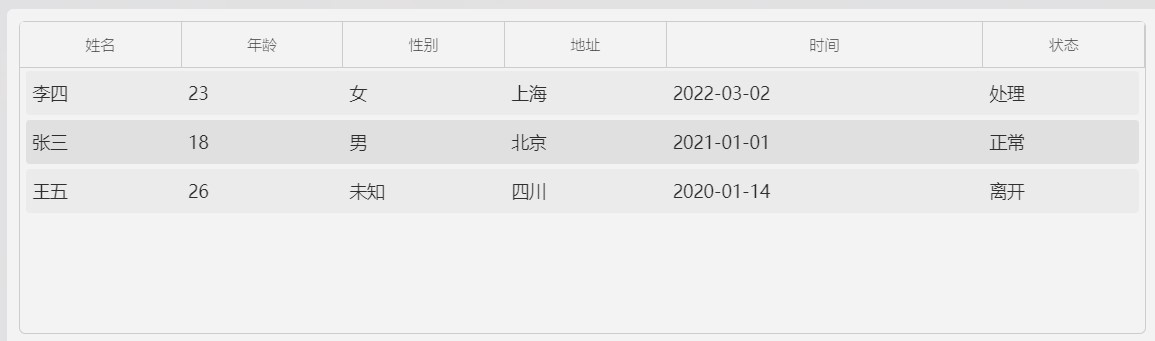 姓名 年龄 性别 地址 时间 状态
李四 23 女 上海 2022-03-02 处理
张三 18 男 北京 2021-01-01 正常
王五 26 未知 四川 2020-01-14 离开